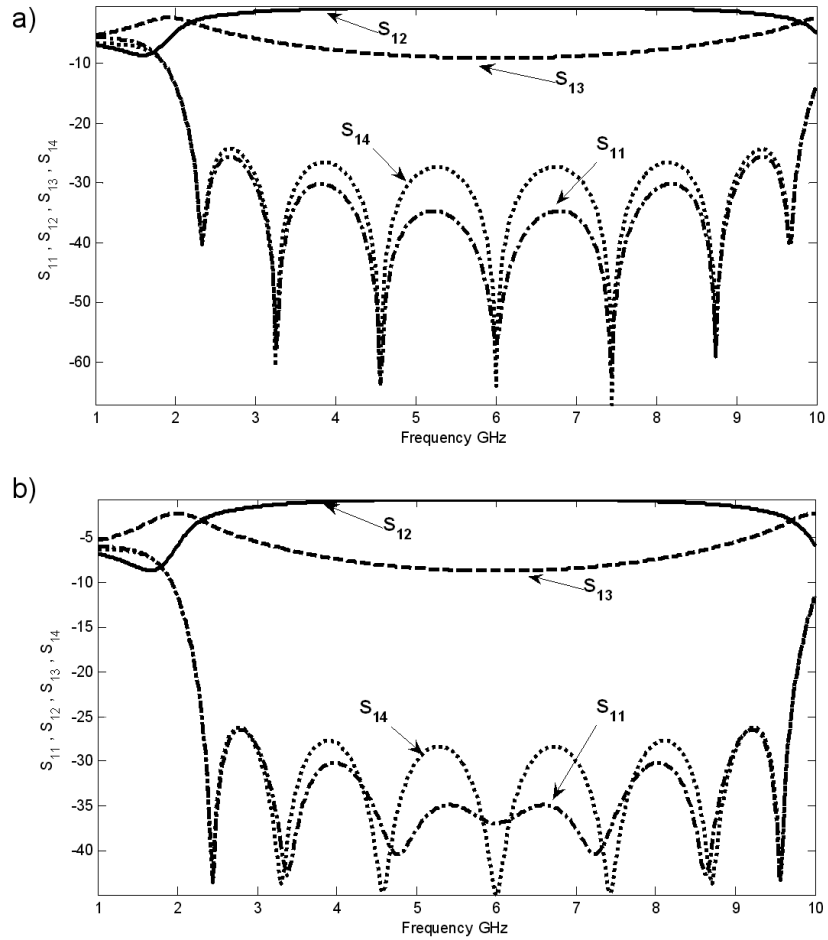 a)
-10
-20
-30
-40
-50
-60
S11 , S12 , S13 , S14
S12
S13
S14
S11
1 2 3 4 5 6 7 8 9 10
Frequency GHz
b)
-5
-10
-15
-20
-25
-30
-35
-40
S11 , S12 , S13 , S14
S12
S13
S14
S11
1 2 3 4 5 6 7 8 9 10
Frequency GHz